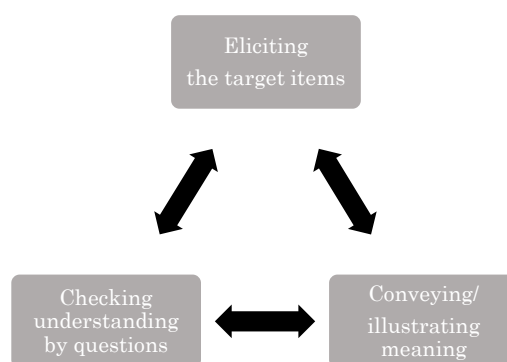 Eliciting
the target items
Checking
understanding
by questions
Conveying/
illustrating
meaning